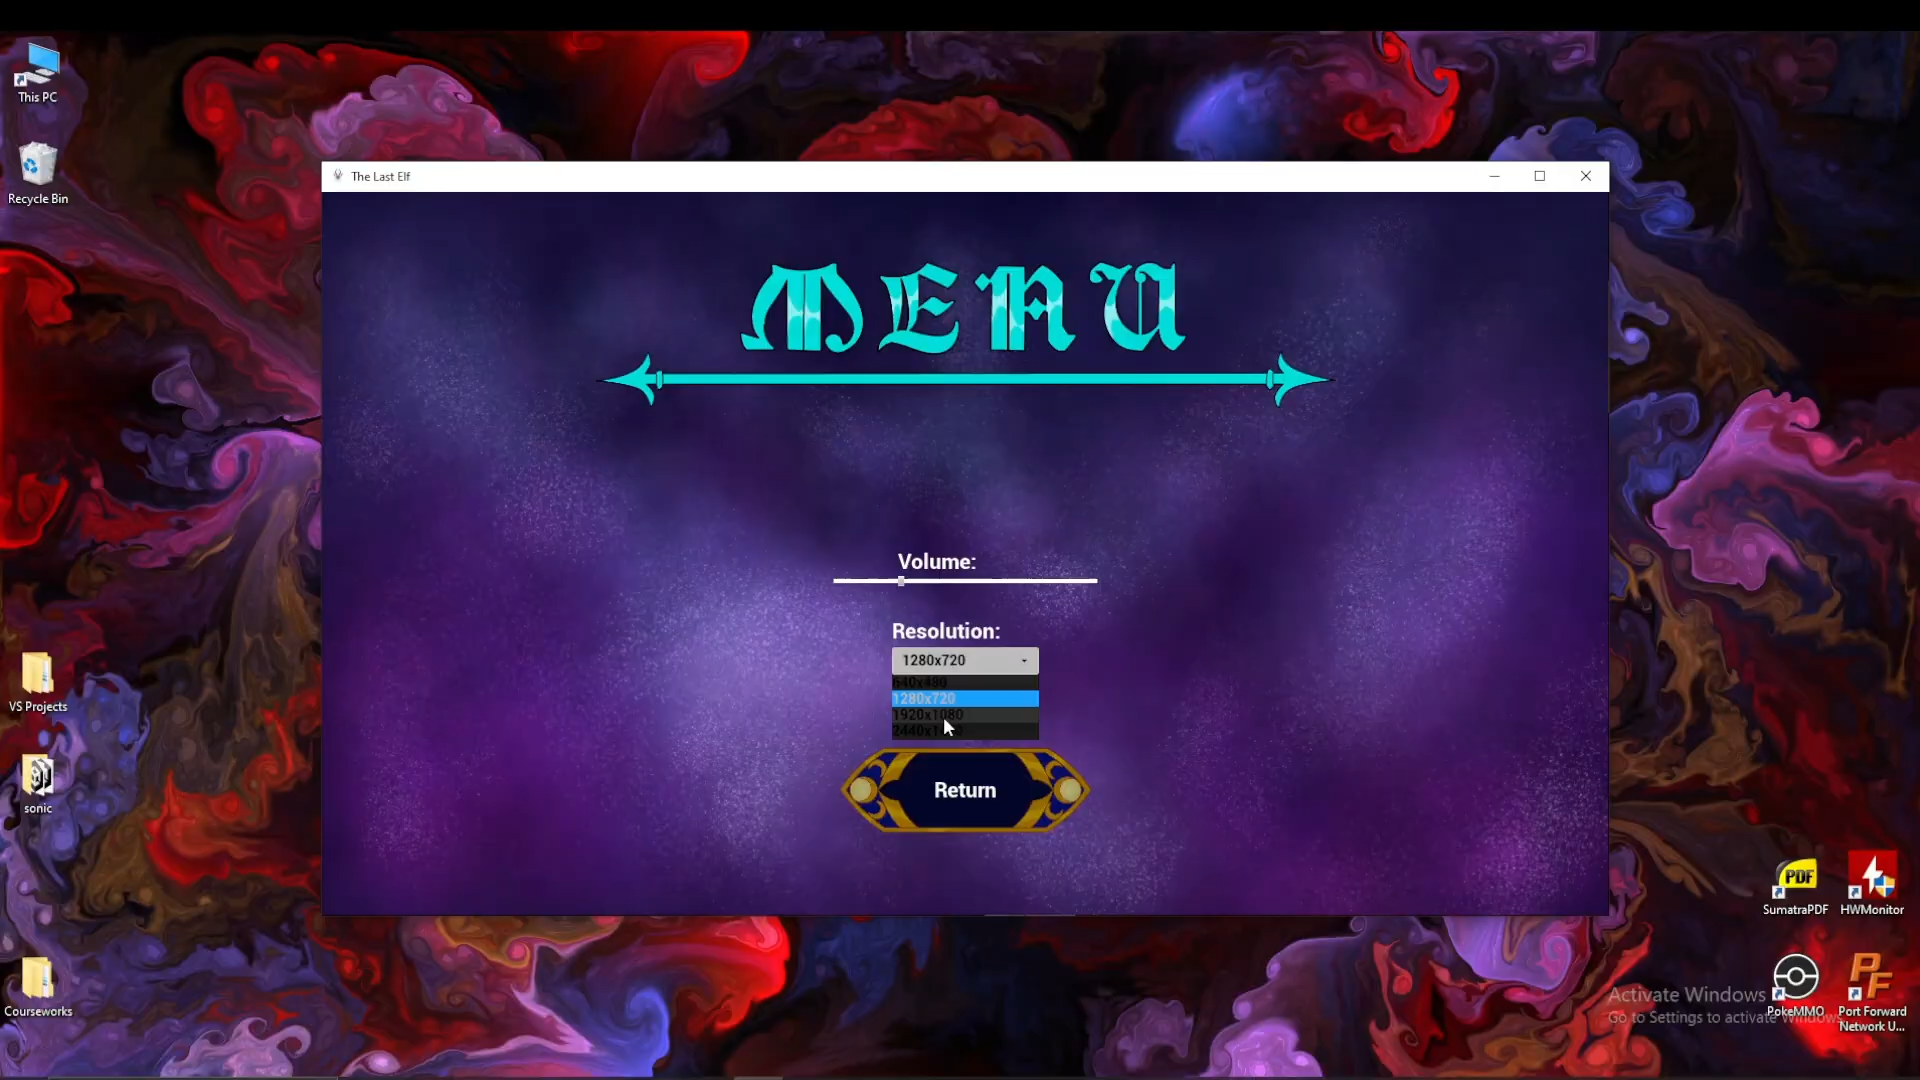 This PC
Recycle Bin
The Last Elf
MENU
Volume:
Resolution:
1280x720
640x480
1280x720
1920x1080
Return
VS Projects
sonic
Courseworks
SumatraPDF
HWMonitor
Activate Windows
Go to Settings to activate Windows.
PokeMMO
Port Forward
Network U...